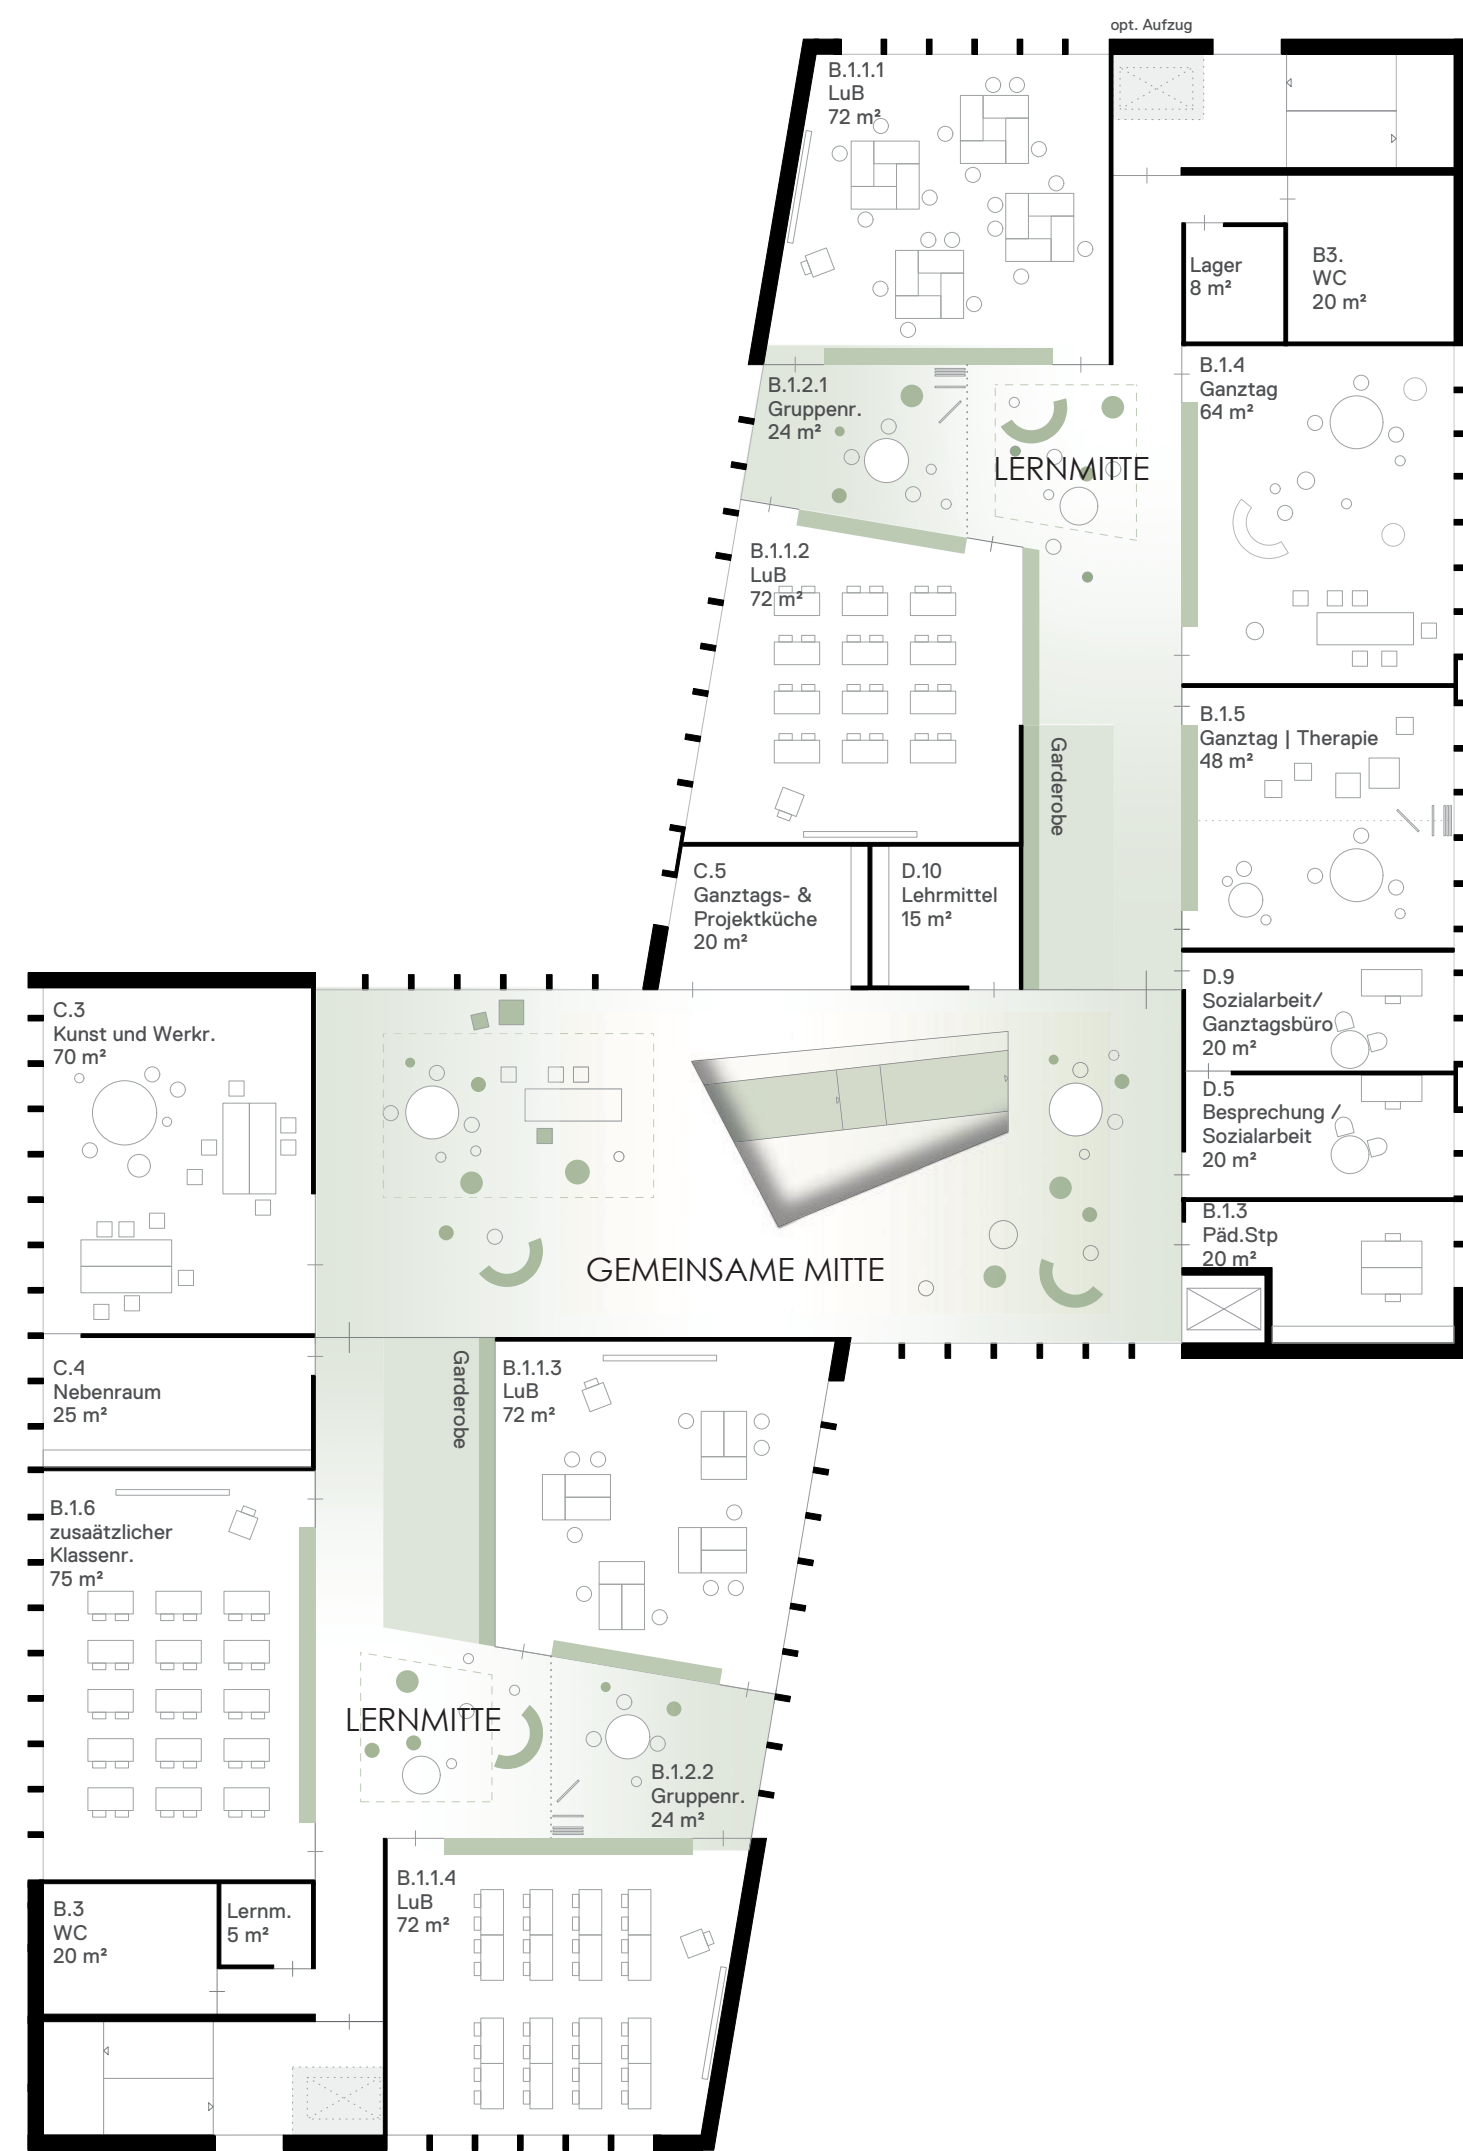 opt. Aufzug
B.1.1.1
LuB
72 m²
Lager
8 m²
B3.
WC
20 m²
B.1.2.1
Gruppenr.
24 m²
LERNMITTE
B.1.4
Ganztag
64 m²
B.1.1.2
LuB
72 m²
B.1.5
Ganztag | Therapie
48 m²
Garderobe
C.5
Ganztags- &
Projektküche
20 m²
D.10
Lehrmittel
15 m²
D.9
Sozialarbeit/
Ganztagsbüro
20 m²
C.3
Kunst und Werkr.
70 m²
D.5
Besprechung /
Sozialarbeit
20 m²
B.1.3
Päd.Stp
20 m²
GEMEINSAME MITTE
C.4
Nebenraum
25 m²
Garderobe
B.1.1.3
LuB
72 m²
B.1.6
zusaätzlicher
Klassenr.
75 m²
LERNMITTE
B.1.2.2
Gruppenr.
24 m²
B.1.1.4
LuB
72 m²
B.3
WC
20 m²
Lernm.
5 m²